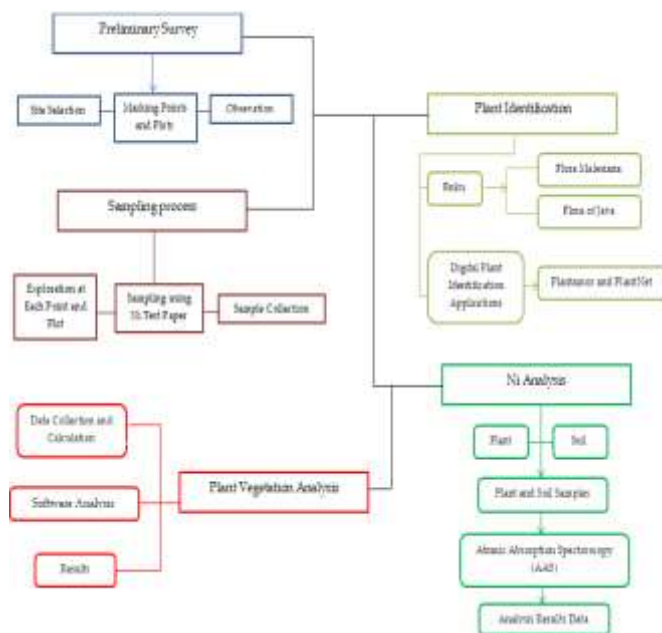 Preliminary Survey
Site Selection
Marking Points
and Plots
Observation
Plant Identification
Flora Malesiana
Flora of Java
Digital Plant
Identification
Applications
Plantamor and Plant Net
Sampling process
Exploration at
Each Point and
Plot
Sampling using
Ni Test Paper
Sample Collection
Ni Analysis
Plant
Soil
Plant and Soil Samples
Atomic Absorption Spectroscopy
(AAS)
Analysis Results Data
Data Collection and
Calculation
Software Analysis
Results
Plant Vegetation Analysis